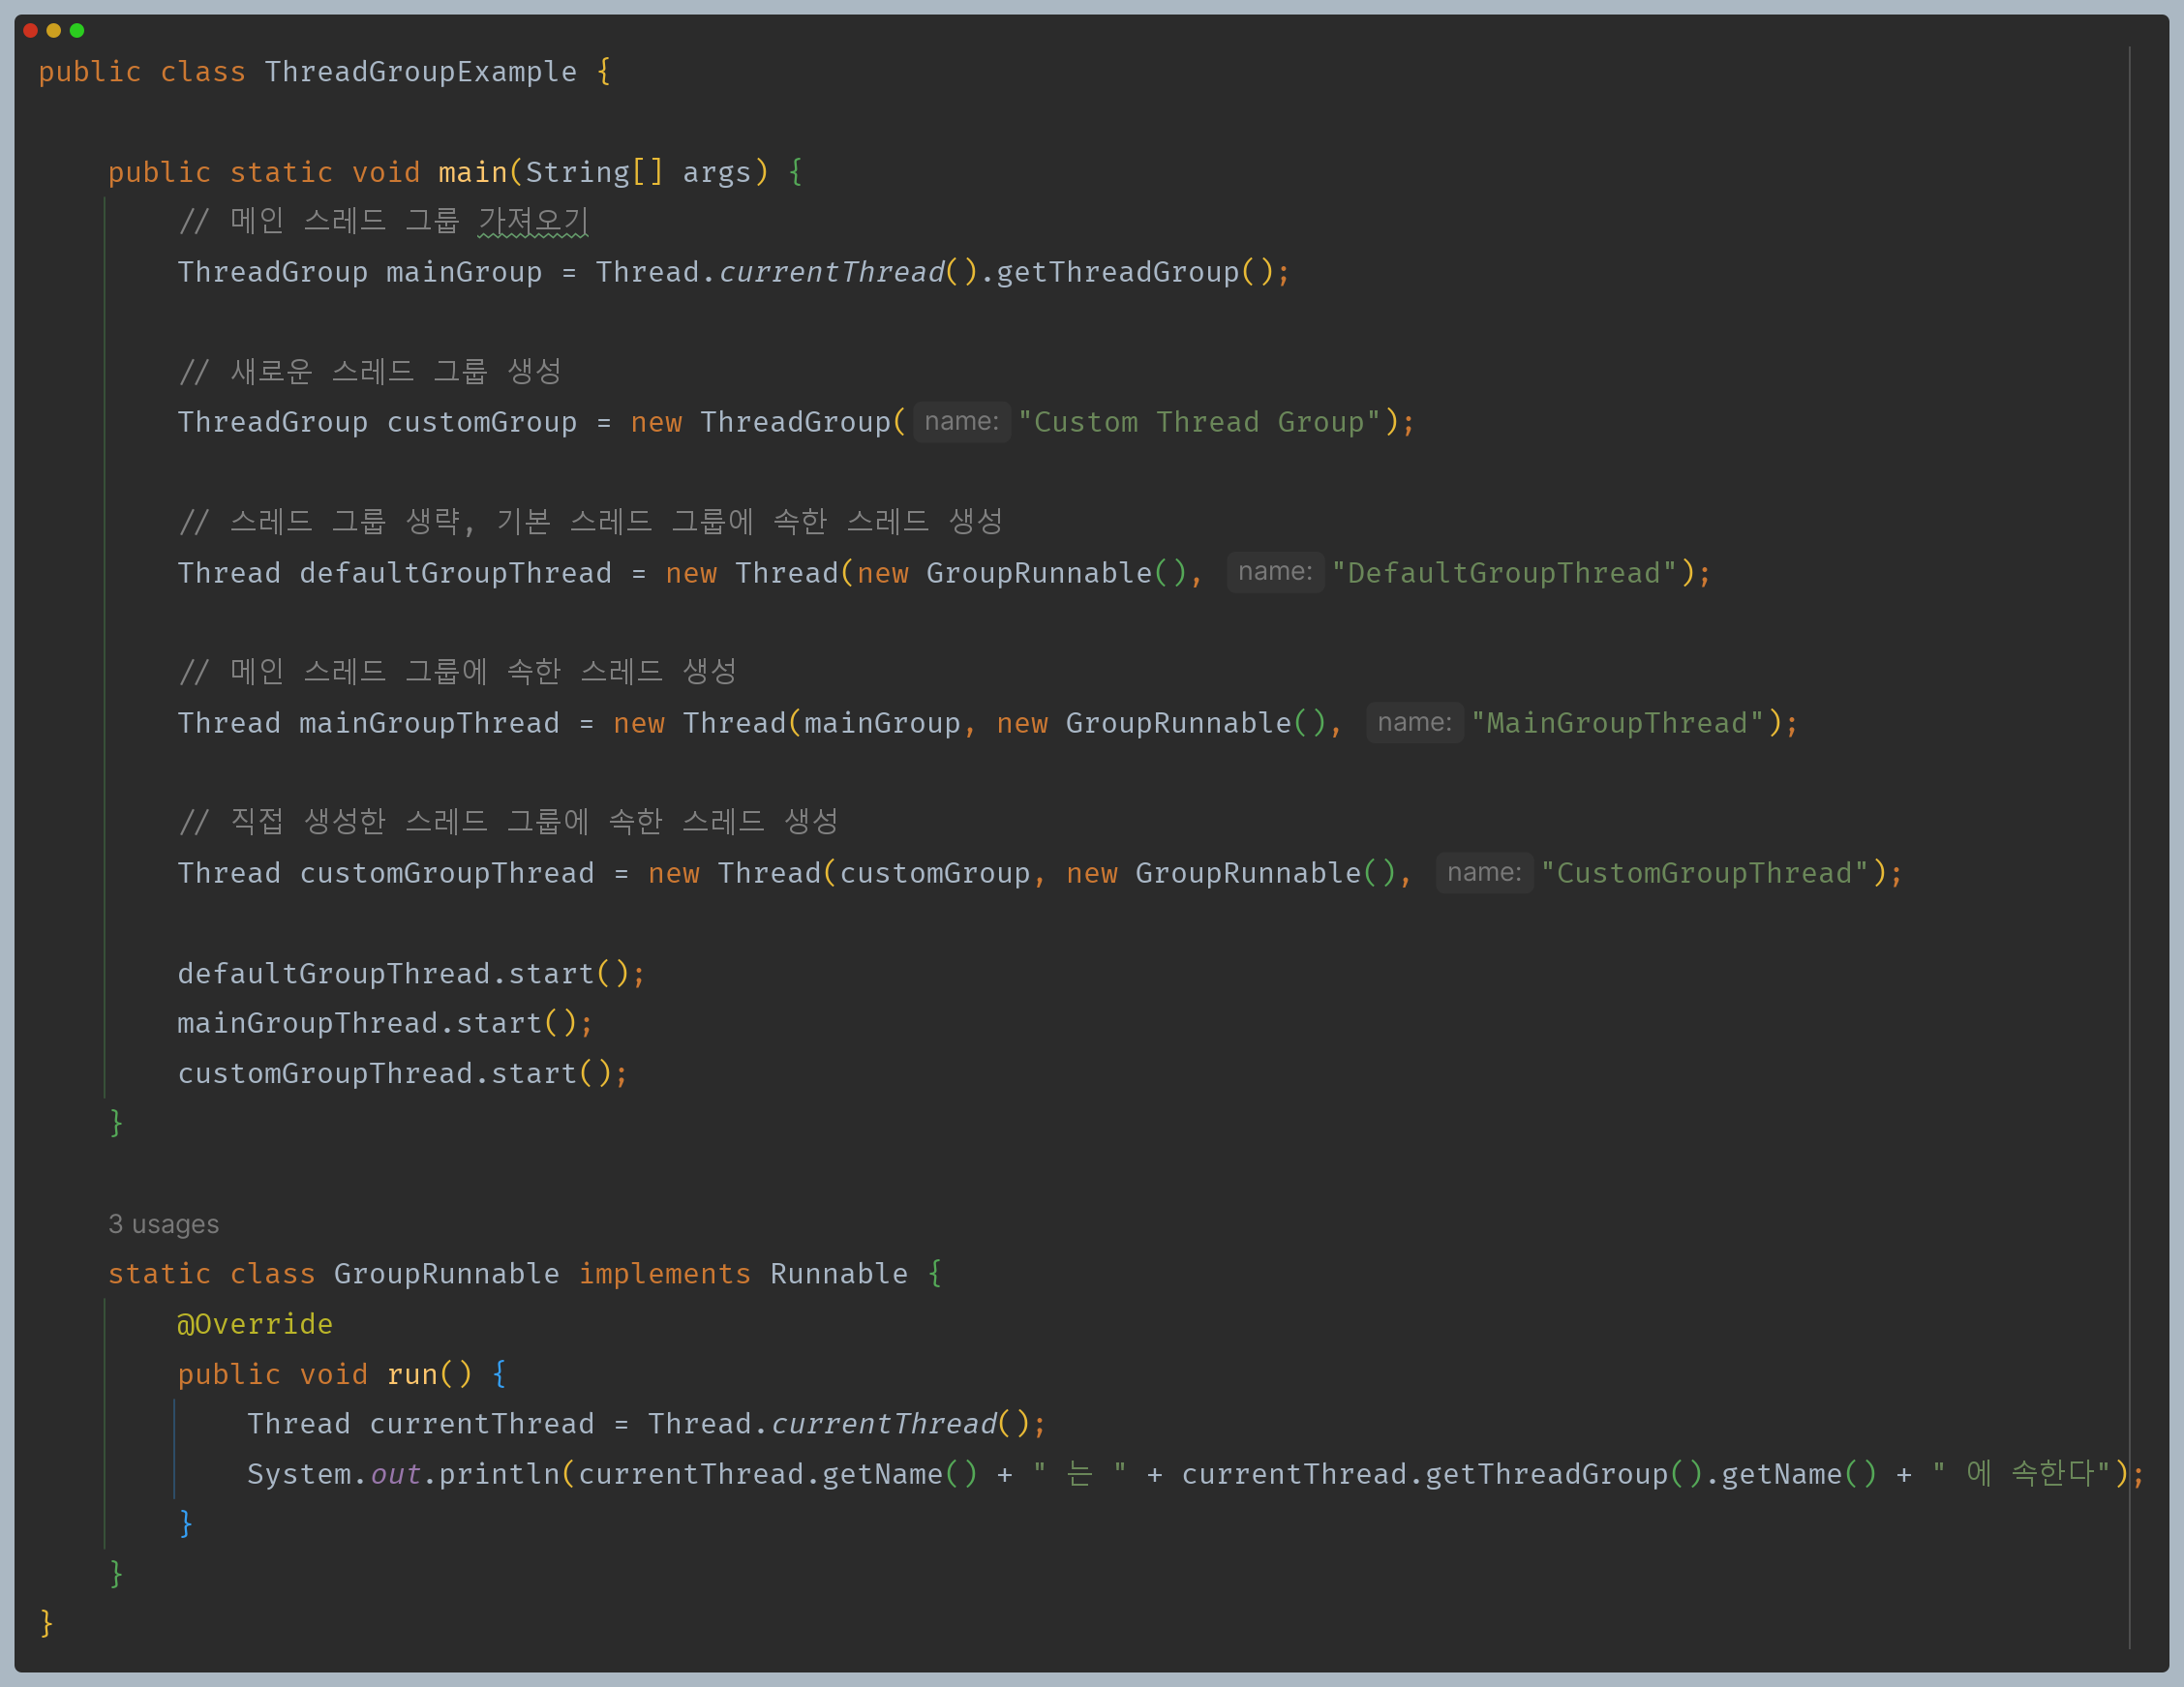 public class ThreadGroupExample {
public static void main(String[] args) {
// 메인 스레드 그룹 가져오기
ThreadGroup mainGroup = Thread.currentThread().getThreadGroup();
// 새로운 스레드 그룹 생성
ThreadGroup customGroup = new ThreadGroup( name: "Custom Thread Group");
// 스레드 그룹 생략, 기본 스레드 그룹에 속한 스레드 생성
Thread defaultGroupThread = new Thread(new GroupRunnable(), name: "DefaultGroupThread");
// 메인 스레드 그룹에 속한 스레드 생성
Thread mainGroupThread = new Thread(mainGroup, new GroupRunnable(), name: "MainGroupThread");
// 직접 생성한 스레드 그룹에 속한 스레드 생성
Thread customGroupThread = new Thread(customGroup, new GroupRunnable(), name: "CustomGroupThread");
defaultGroupThread.start();
mainGroupThread.start();
customGroupThread.start();
}
3 usages
static class GroupRunnable implements Runnable {
@Override
public void run() {
Thread currentThread = Thread.currentThread();
System.out.println(currentThread.getName() + " 는 " + currentThread.getThreadGroup().getName() + " 에 속한다");
}
}
}